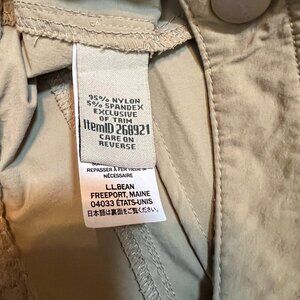 95% NYLON
5% SPANDEX
EXCLUSIVE
OF TRIM
ItemID 268921
CARE ON
REVERSE
REPASSER À FER TIÈDE SI
NÉCESSAIRE
L.L.BEAN
FREEPORT, MAINE
04033 ÉTATS-UNIS
日本語は裏面をご覧ください